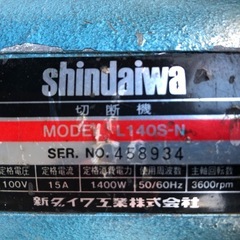 shindaiwa
切断機
MODEL L140S-N
SER. NO. 458934
定格電圧 定格電流 定格消費電力 使用周波数 主軸回転数
100V 15A 1400W 50/60Hz 3600rpm
新ダイワ工業株式会社